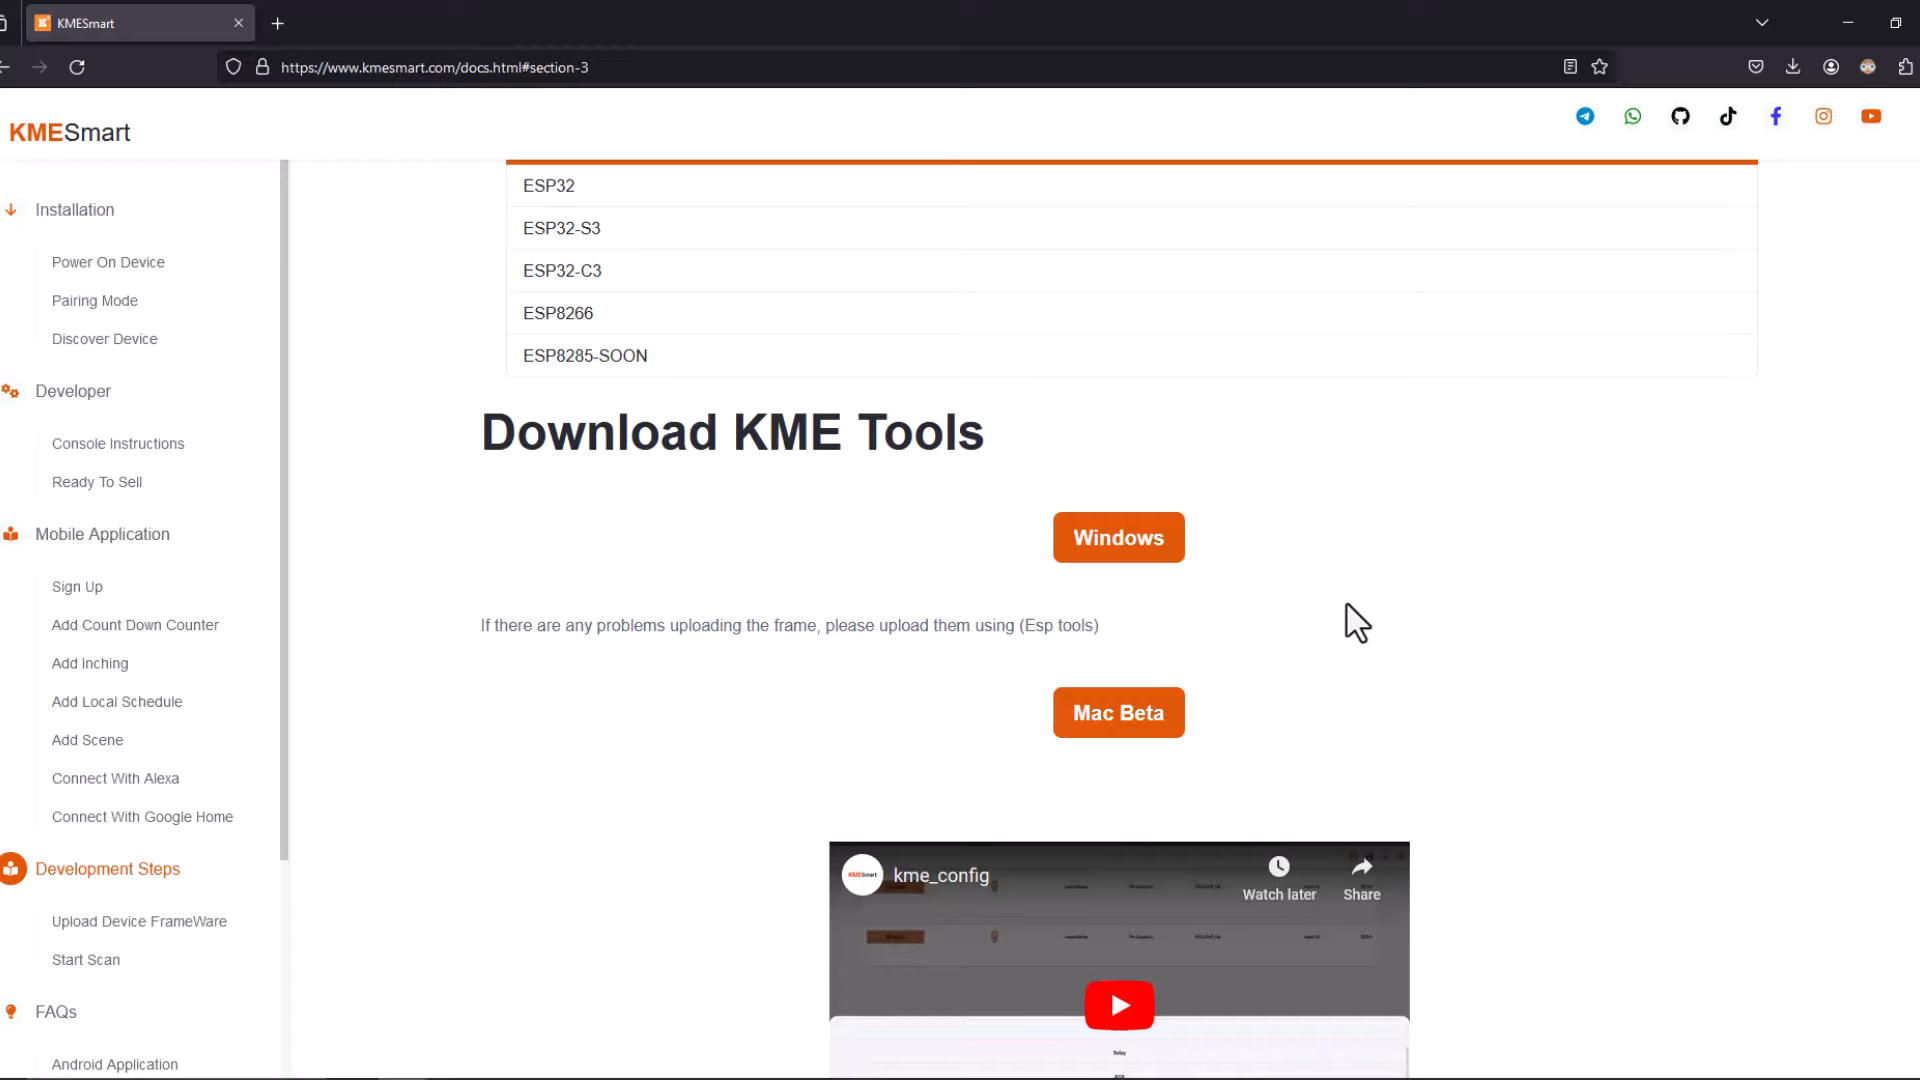 KMESmart
https://www.kmesmart.com/docs.html#section-3
KMESmart
Installation
Power On Device
Pairing Mode
Discover Device
Developer
Console Instructions
Ready To Sell
Mobile Application
Sign Up
Add Count Down Counter
Add Inching
Add Local Schedule
Add Scene
Connect With Alexa
Connect With Google Home
Development Steps
Upload Device FrameWare
Start Scan
FAQs
Android Application
ESP32
ESP32-S3
ESP32-C3
ESP8266
ESP8285-SOON
Download KME Tools
Windows
If there are any problems uploading the frame, please upload them using (Esp tools)
Mac Beta
KMESmart
kme_config
Watch later
Share
Relay